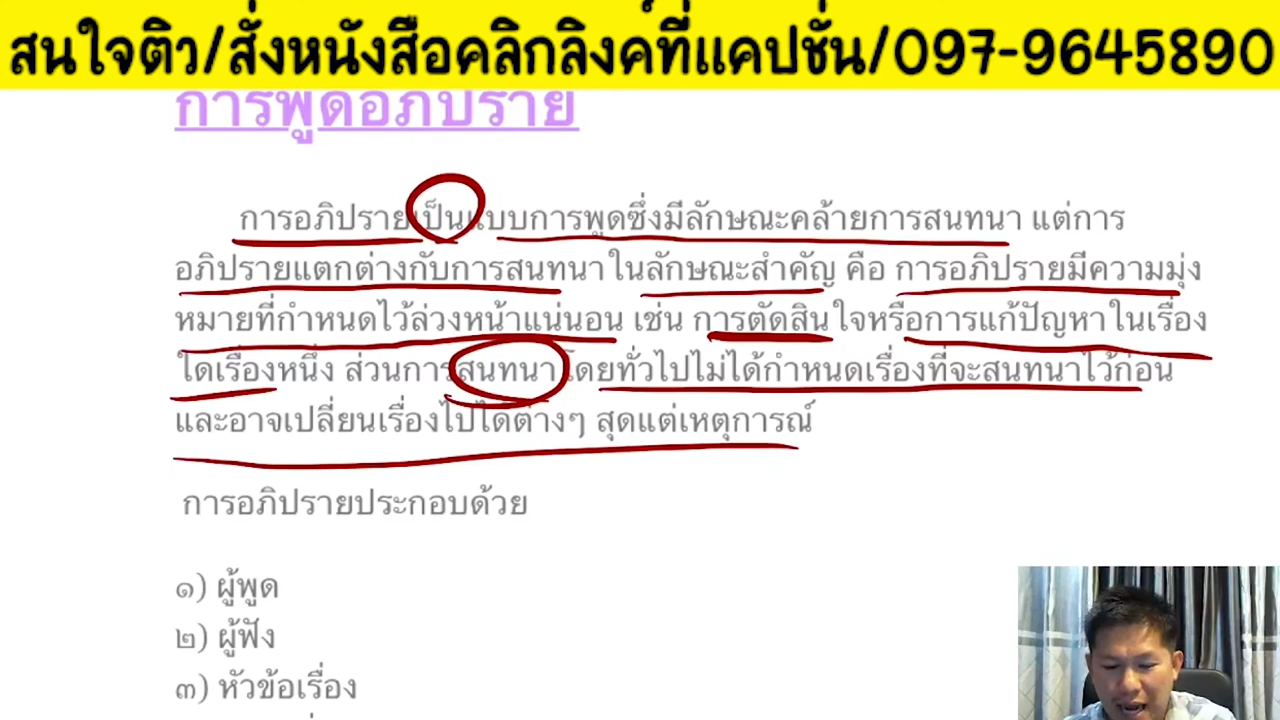 สนใจติว/สั่งหนังสือคลิกลิงค์ที่แคปชั่น/097-9645890
การพูดอภิปราย
การอภิปรายเป็นแบบการพูดซึ่งมีลักษณะคล้ายการสนทนา แต่การ
อภิปรายแตกต่างกับการสนทนา ในลักษณะสำคัญ คือ การอภิปรายมีความมุ่ง
หมายที่กำหนดไว้ล่วงหน้าแน่นอน เช่น การตัดสิน ใจหรือการแก้ปัญหา ในเรื่อง
ใดเรื่องหนึ่ง ส่วนการสนทนาโดยทั่วไปไม่ได้กำหนดเรื่องที่จะสนทนาไว้ก่อน
และอาจเปลี่ยนเรื่องไปได้ต่างๆ สุดแต่เหตุการณ์
การอภิปรายประกอบด้วย
๑) ผู้พูด
๒) ผู้ฟัง
๓) หัวข้อเรื่อง